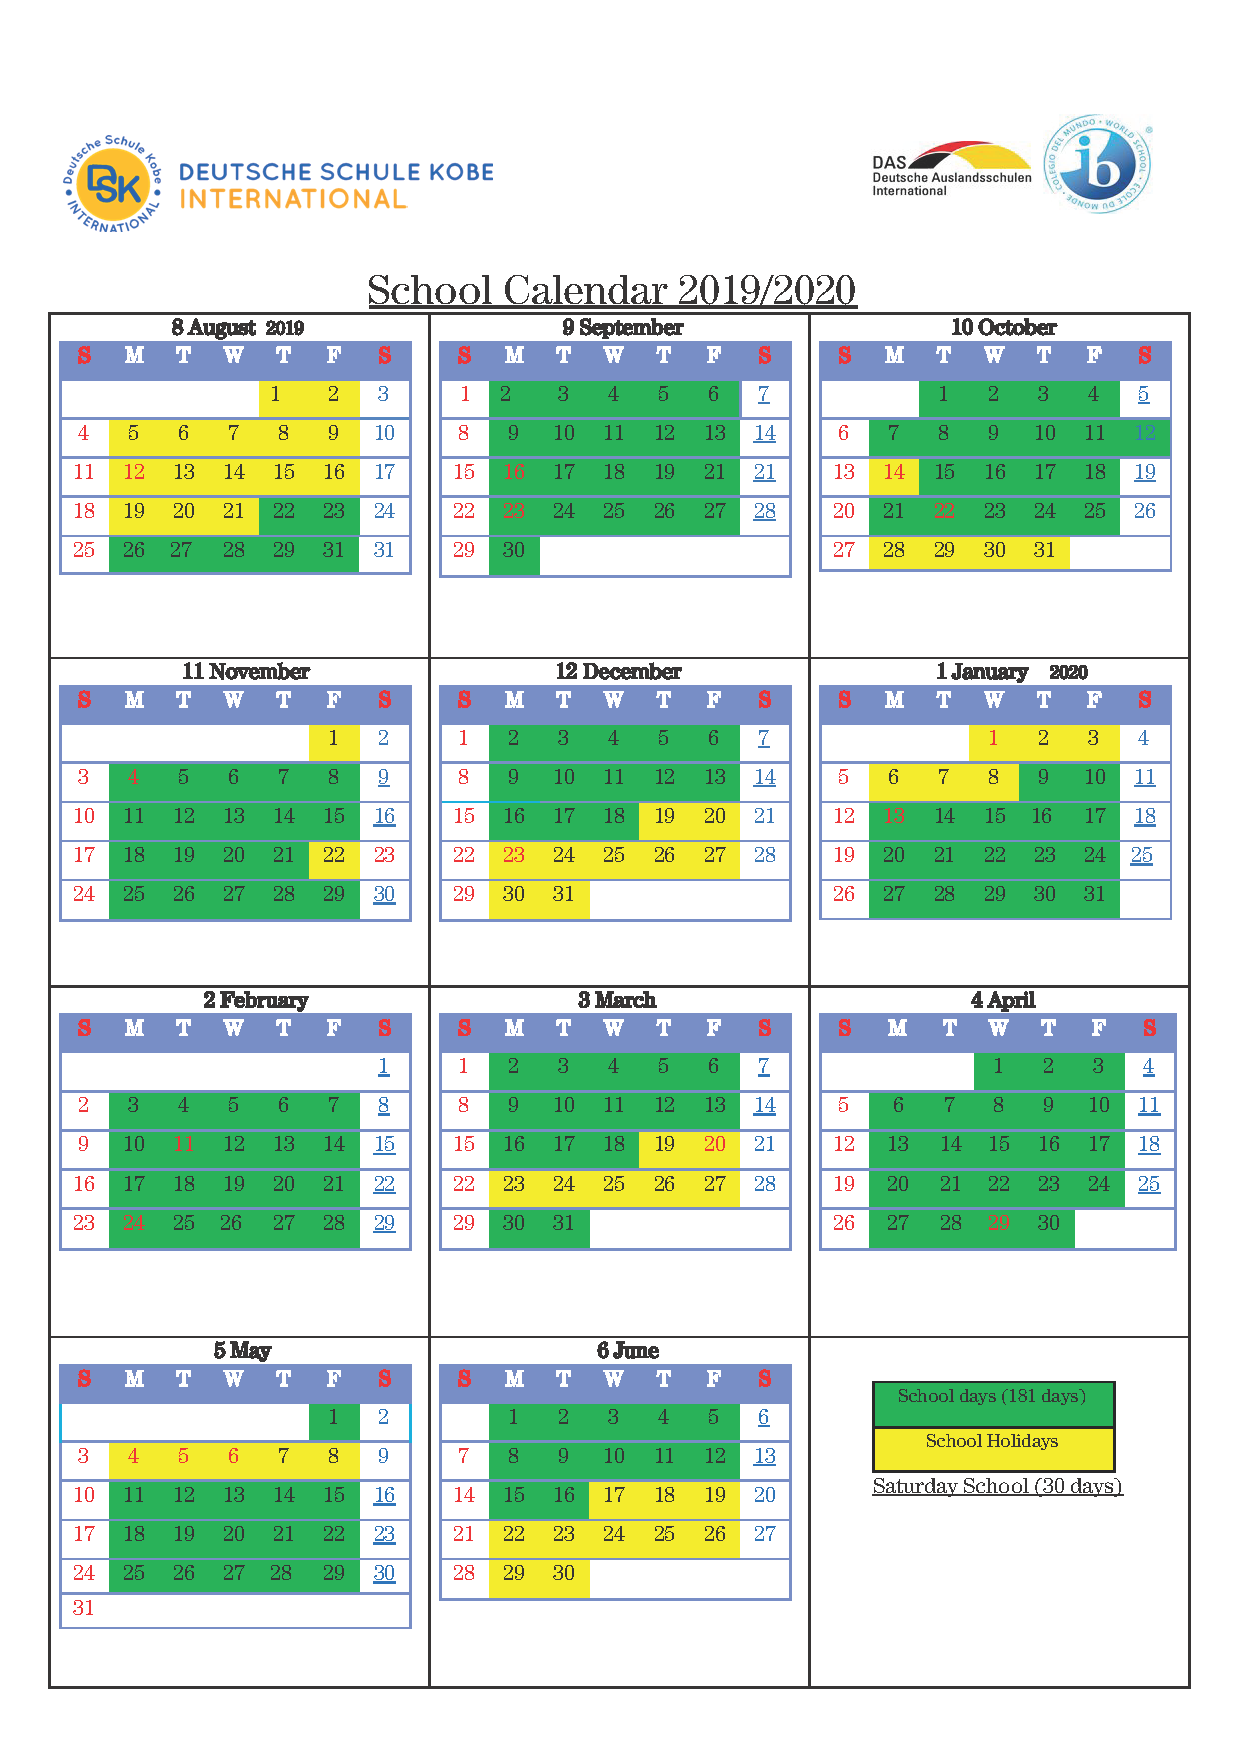 Deutsche Schule Kobe
DSK
INTERNATIONAL
DEUTSCHE SCHULE KOBE
INTERNATIONAL
DAS
Deutsche Auslandsschulen
International
ib
COLEGIO DEL MUNDO • WORLD SCHOOL • ECOLE DU MONDE •
®
School Calendar 2019/2020
8 August 2019
S M T W T F S
1 2 3
4 5 6 7 8 9 10
11 12 13 14 15 16 17
18 19 20 21 22 23 24
25 26 27 28 29 31 31
9 September
S M T W T F S
1 2 3 4 5 6 7
8 9 10 11 12 13 14
15 16 17 18 19 21 21
22 23 24 25 26 27 28
29 30
10 October
S M T W T F S
1 2 3 4 5
6 7 8 9 10 11 12
13 14 15 16 17 18 19
20 21 22 23 24 25 26
27 28 29 30 31
11 November
S M T W T F S
1 2
3 4 5 6 7 8 9
10 11 12 13 14 15 16
17 18 19 20 21 22 23
24 25 26 27 28 29 30
12 December
S M T W T F S
1 2 3 4 5 6 7
8 9 10 11 12 13 14
15 16 17 18 19 20 21
22 23 24 25 26 27 28
29 30 31
1 January 2020
S M T W T F S
1 2 3 4
5 6 7 8 9 10 11
12 13 14 15 16 17 18
19 20 21 22 23 24 25
26 27 28 29 30 31
2 February
S M T W T F S
1
2 3 4 5 6 7 8
9 10 11 12 13 14 15
16 17 18 19 20 21 22
23 24 25 26 27 28 29
3 March
S M T W T F S
1 2 3 4 5 6 7
8 9 10 11 12 13 14
15 16 17 18 19 20 21
22 23 24 25 26 27 28
29 30 31
4 April
S M T W T F S
1 2 3 4
5 6 7 8 9 10 11
12 13 14 15 16 17 18
19 20 21 22 23 24 25
26 27 28 29 30
5 May
S M T W T F S
1 2
3 4 5 6 7 8 9
10 11 12 13 14 15 16
17 18 19 20 21 22 23
24 25 26 27 28 29 30
31
6 June
S M T W T F S
1 2 3 4 5 6
7 8 9 10 11 12 13
14 15 16 17 18 19 20
21 22 23 24 25 26 27
28 29 30
School days (181 days)
School Holidays
Saturday School (30 days)